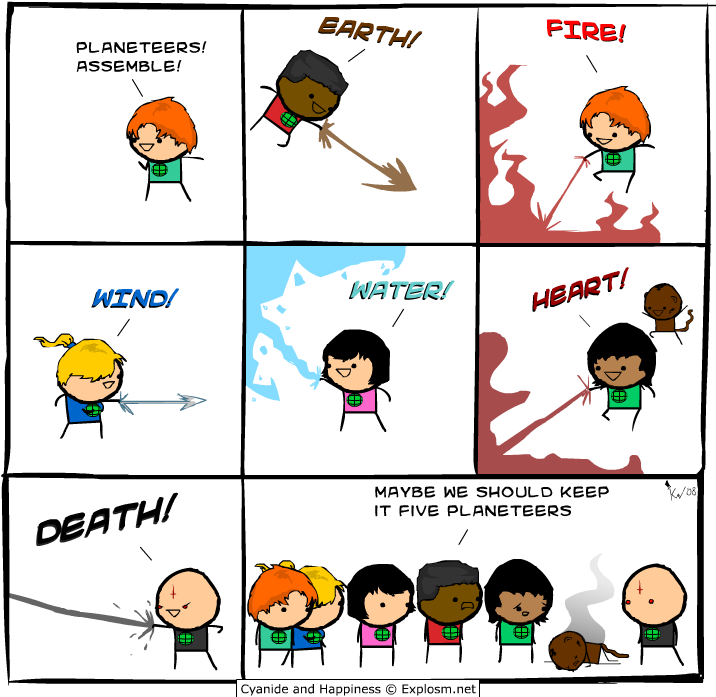 PLANETEERS!
ASSEMBLE!
EARTH!
FIRE!
WIND!
WATER!
HEART!
DEATH!
MAYBE WE SHOULD KEEP
IT FIVE PLANETEERS
Cyanide and Happiness © Explosm.net